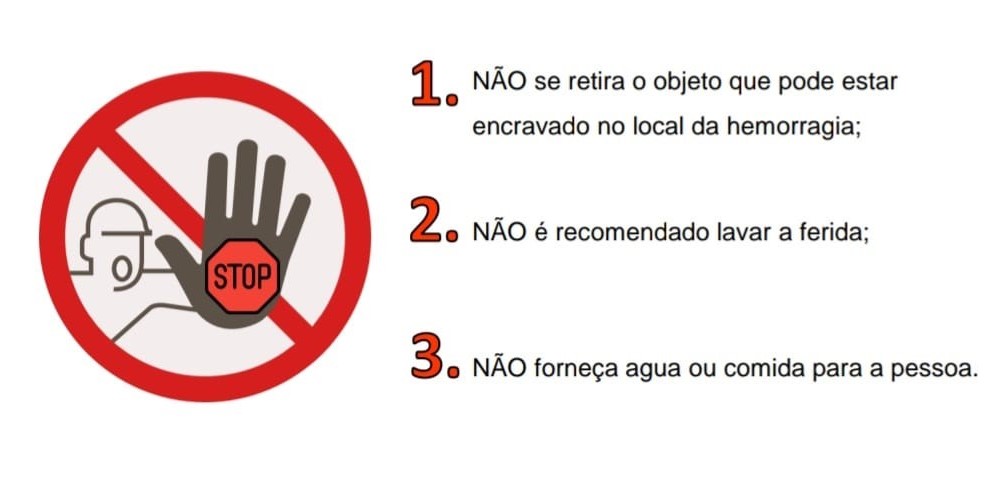 STOP
1. NÃO se retira o objeto que pode estar
encravado no local da hemorragia;
2. NÃO é recomendado lavar a ferida;
3. NÃO forneça agua ou comida para a pessoa.